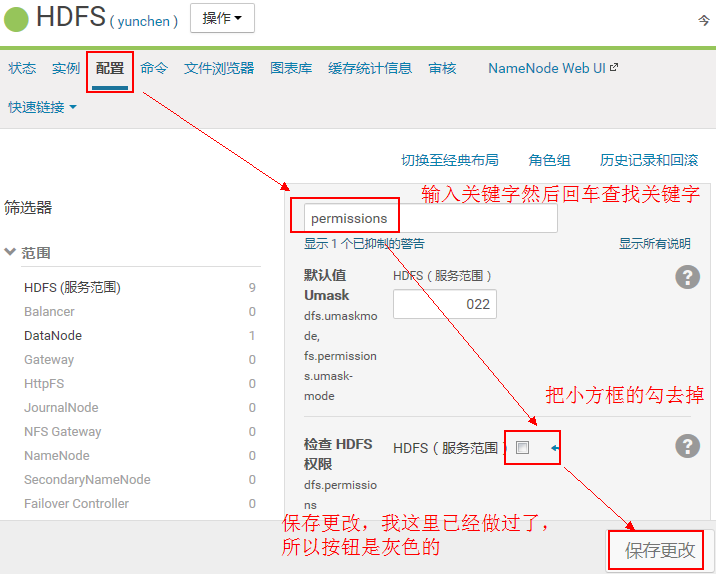 HDFS ( yunchen ) 操作
今
状态 实例 配置 命令 文件浏览器 图表库 缓存统计信息 审核 NameNode Web UI
快速链接
切换至经典布局 角色组 历史记录和回滚
输入关键字然后回车查找关键字
筛选器
permissions
显示 1 个已抑制的警告 显示所有说明
范围
HDFS (服务范围) 9
Balancer 0
DataNode 1
Gateway 0
HttpFS 0
JournalNode 0
NFS Gateway 0
NameNode 0
SecondaryNameNode 0
Failover Controller 0
默认值
Umask
dfs.umaskmo
de,
fs.permission
s.umask-
mode
HDFS（服务范围）
022
?
把小方框的勾去掉
检查 HDFS
权限
dfs.permissio
ns
HDFS（服务范围）
?
保存更改，我这里已经做过了，
所以按钮是灰色的
保存更改